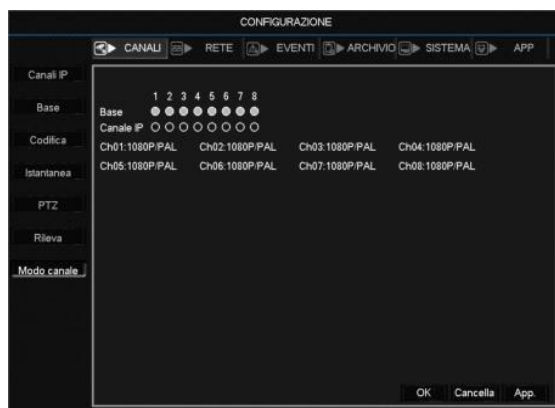 CONFIGURAZIONE
CANALI RETE EVENTI ARCHIVIO SISTEMA APP
Canali IP
Base
Codifica
Istantanea
PTZ
Rileva
Modo canale
1 2 3 4 5 6 7 8
Base
Canale IP
Ch01:1080P/PAL Ch02:1080P/PAL Ch03:1080P/PAL Ch04:1080P/PAL
Ch05:1080P/PAL Ch06:1080P/PAL Ch07:1080P/PAL Ch08:1080P/PAL
OK Cancella App.